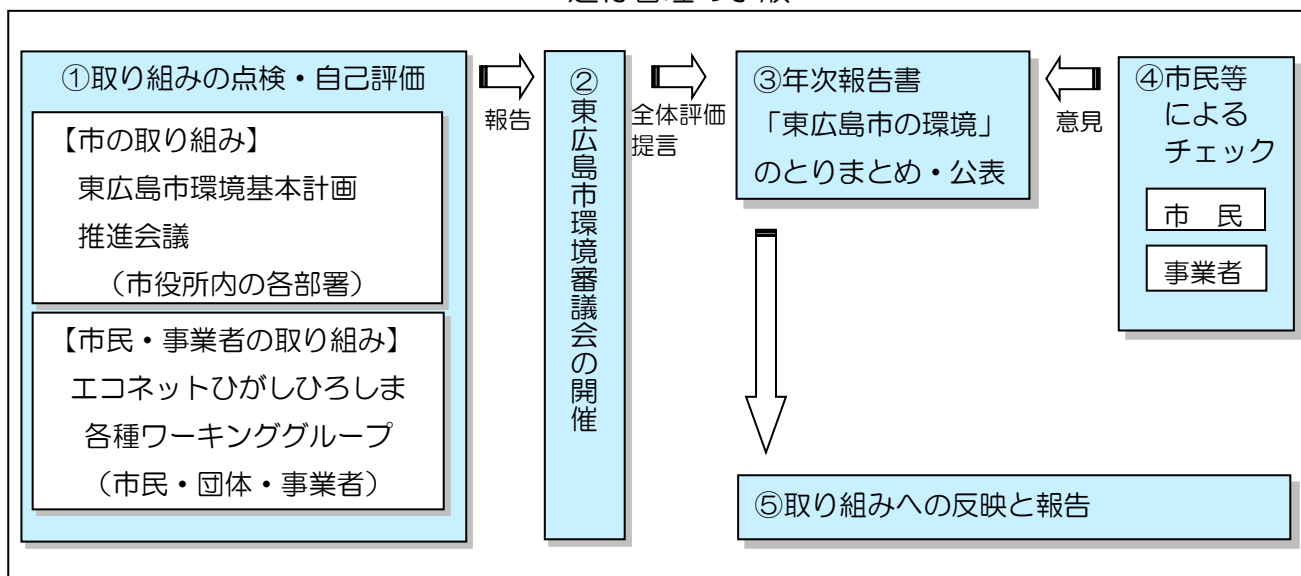 ①取り組みの点検・自己評価
【市の取り組み】
東広島市環境基本計画
推進会議
(市役所内の各部署)
【市民・事業者の取り組み】
エコネットひがしひろしま
各種ワーキンググループ
(市民・団体・事業者)
報告
②東広島市環境審議会の開催
全体評価
提言
③年次報告書
「東広島市の環境」
のとりまとめ・公表
意見
④市民等
による
チェック
市 民
事業者
⑤取り組みへの反映と報告